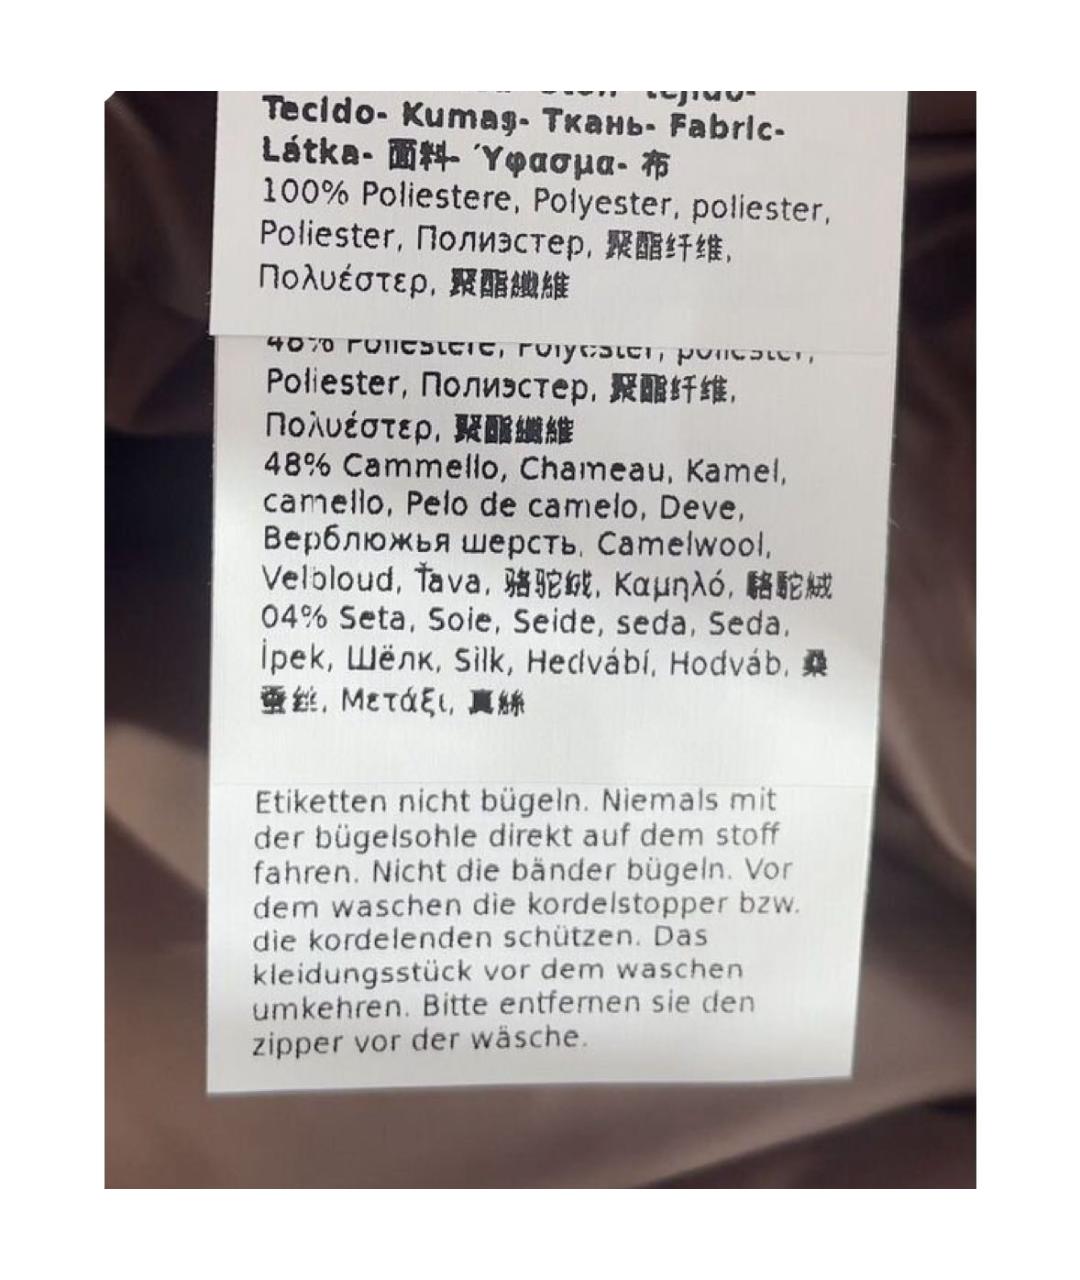 Tecido- Kumaş- Ткань- Fabric-
Látka- 面料- Ύφασμα- 布
100% Poliestere, Polyester, poliester,
Poliester, Полиэстер, 聚酯纤维,
Πολυέστερ, 聚酯纖維
48% Poliestere, Polyester, poliester,
Poliester, Полиэстер, 聚酯纤维,
Πολυέστερ, 聚酯纖維
48% Cammello, Chameau, Kamel,
camello, Pelo de camelo, Deve,
Верблюжья шерсть, Camelwool,
Velbloud, Ťava, 骆驼绒, Καμηλό, 駱駝絨
04% Seta, Soie, Seide, seda, Seda,
İpek, Шёлк, Silk, Hedvábí, Hodváb, 桑
蚕丝, Μετάξι, 真絲
Etiketten nicht bügeln. Niemals mit
der bügelsohle direkt auf dem stoff
fahren. Nicht die bänder bügeln. Vor
dem waschen die kordelstopper bzw.
die kordelenden schützen. Das
kleidungsstück vor dem waschen
umkehren. Bitte entfernen sie den
zipper vor der wäsche.